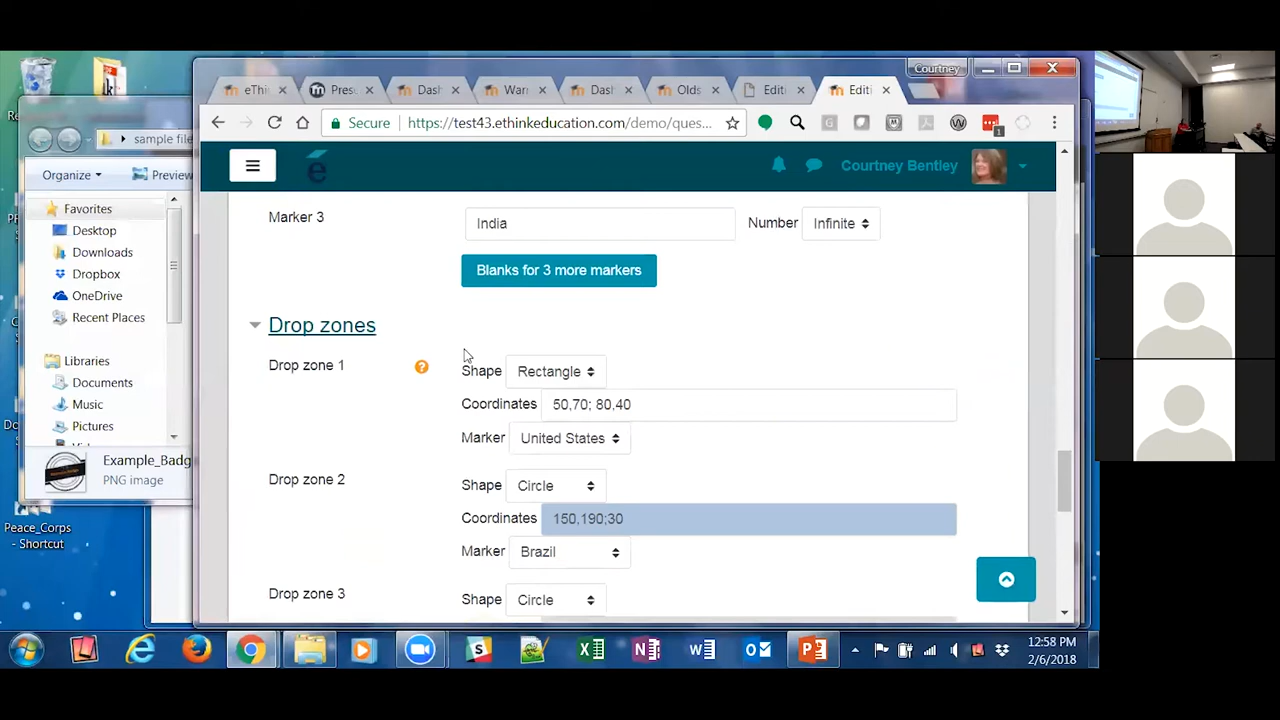 Courtney
eThi
Prese
Dash
Warn
Dash
Olds
Editi
Editi
Secure https://test43.ethinkeducation.com/demo/ques...
1
sample file
Organize
Preview
Favorites
Desktop
Downloads
Dropbox
OneDrive
Recent Places
Libraries
Documents
Music
Pictures
Example_Badg
PNG image
Peace_Corps
- Shortcut
Courtney Bentley
Marker 3
India
Number Infinite
Blanks for 3 more markers
Drop zones
Drop zone 1
Shape Rectangle
Coordinates 50,70; 80,40
Marker United States
Drop zone 2
Shape Circle
Coordinates 150,190;30
Marker Brazil
Drop zone 3
Shape Circle
12:58 PM
2/6/2018